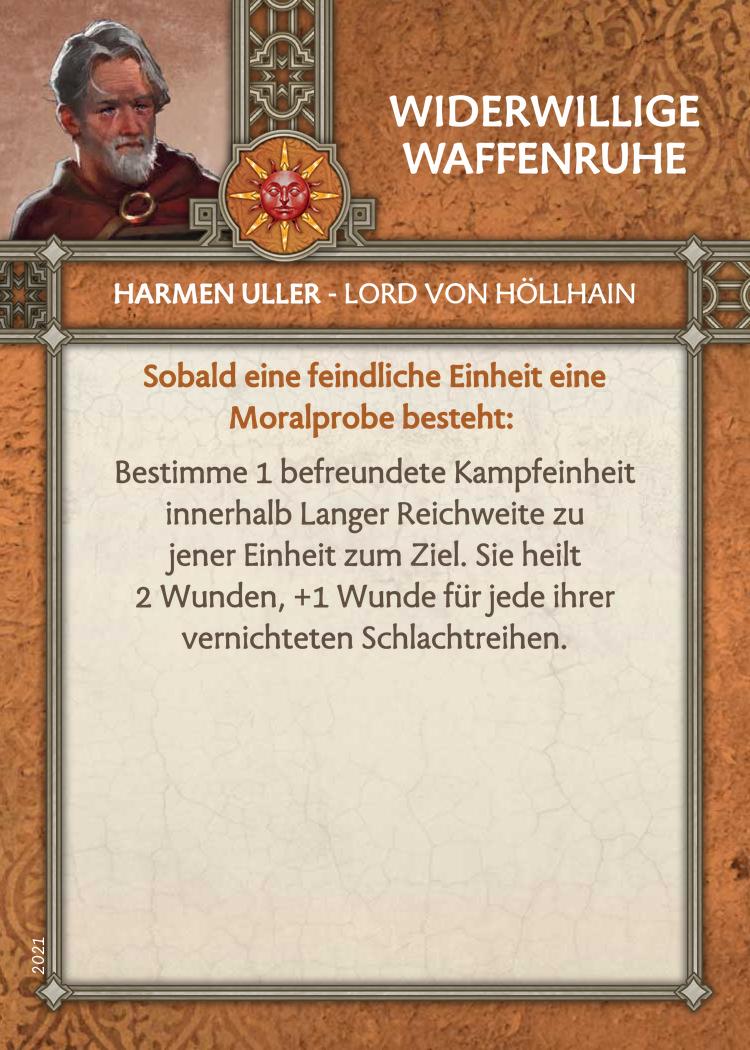 WIDERWILLIGE
WAFFENRUHE
HARMEN ULLER - LORD VON HÖLLHAIN
Sobald eine feindliche Einheit eine
Moralprobe besteht:
Bestimme 1 befreundete Kampfeinheit
innerhalb Langer Reichweite zu
jener Einheit zum Ziel. Sie heilt
2 Wunden, +1 Wunde für jede ihrer
vernichteten Schlachtreihen.
2021